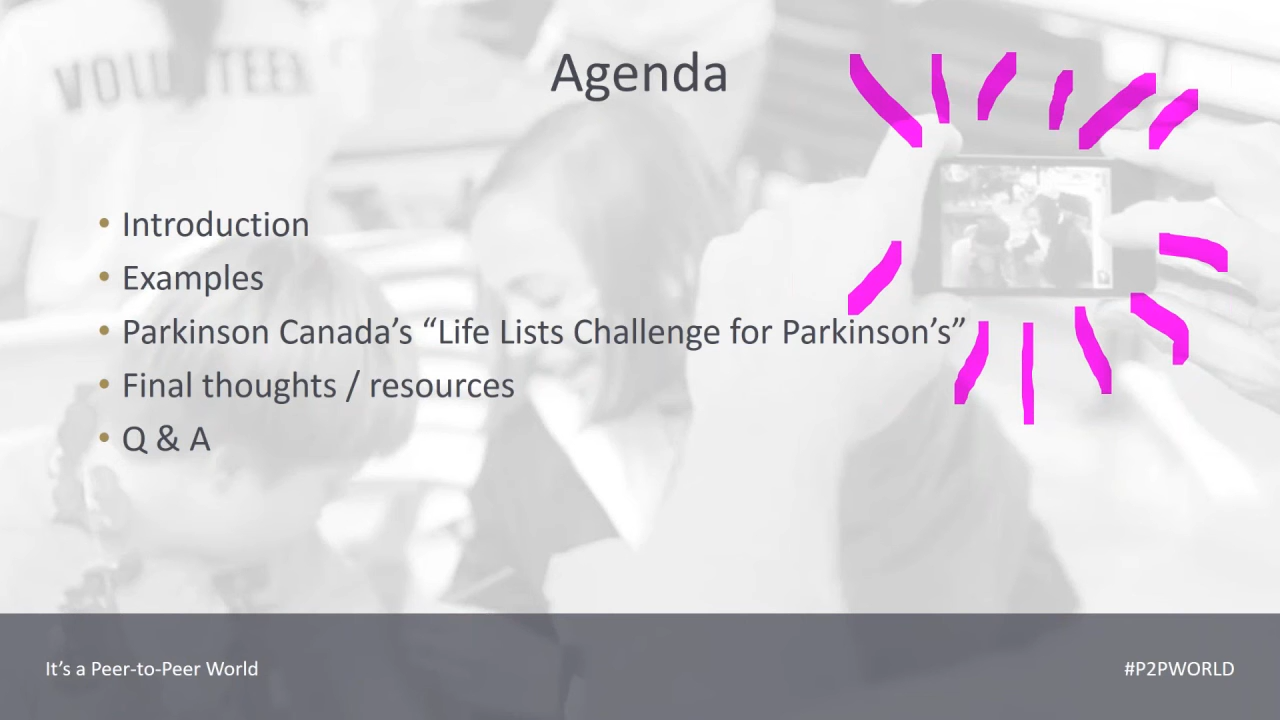 VOLUNTEER
Agenda
• Introduction
• Examples
• Parkinson Canada’s “Life Lists Challenge for Parkinson’s”
• Final thoughts / resources
• Q & A
It’s a Peer-to-Peer World
#P2PWORLD